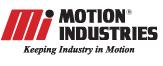 Mi MOTION®
INDUSTRIES
Keeping Industry in Motion